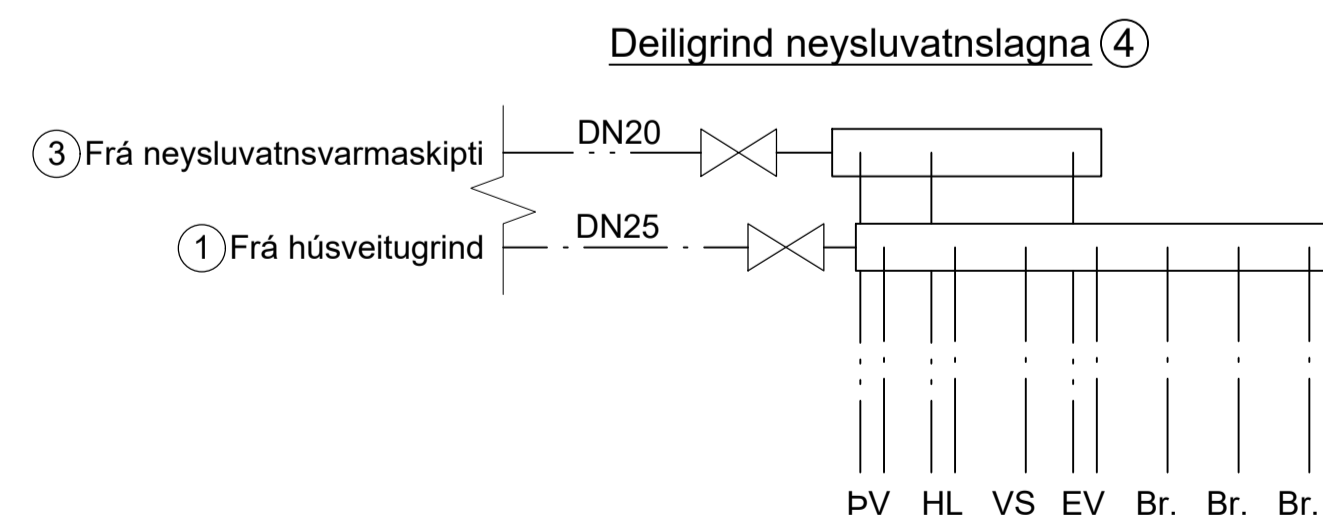 Deiligrind neysluvatnslagna 4
3 Frá neysluvatnsvarmaskipti DN20
1 Frá húsveitugrind DN25
ÞV HL VS EV Br. Br. Br.